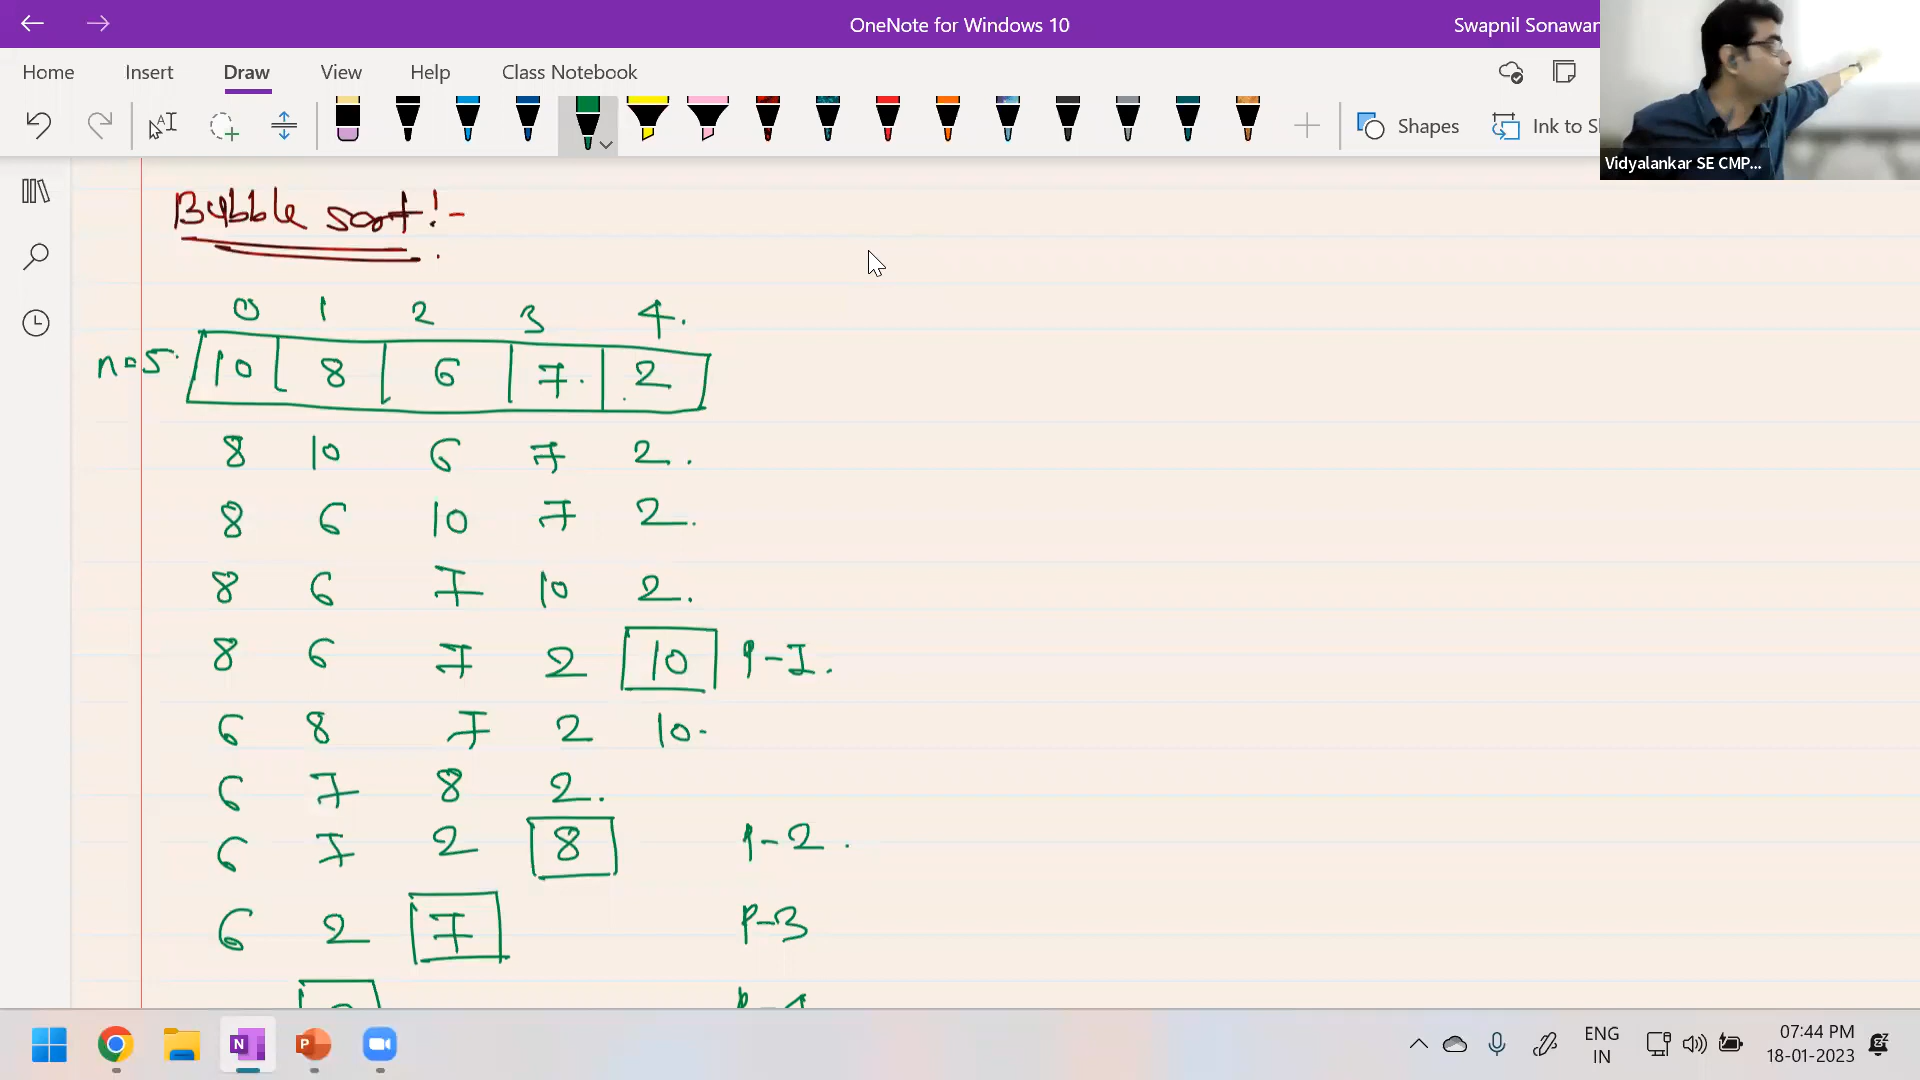 OneNote for Windows 10
Swapnil Sonawar
Home Insert Draw View Help Class Notebook
Shapes Ink to S
Vidyalankar SE CMP...
Bubble sort!-
0 1 2 3 4.
n=5. 10 8 6 7. 2
8 10 6 7 2.
8 6 10 7 2.
8 6 7 10 2.
8 6 7 2 10 P-I.
6 8 7 2 10.
6 7 8 2.
6 7 2 8 P-2.
6 2 7 P-3
ENG
IN
07:44 PM
18-01-2023